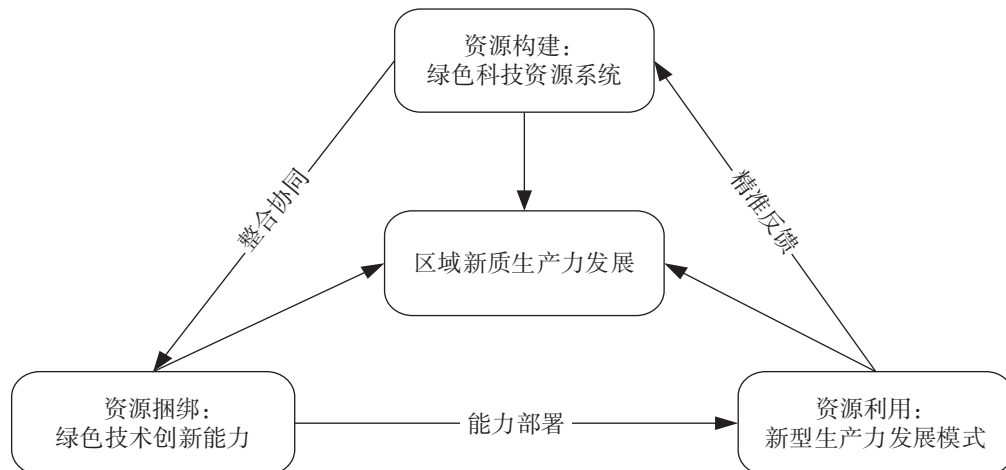 资源构建：
绿色科技资源系统
整合协同
精准反馈
区域新质生产力发展
资源捆绑：
绿色技术创新能力
能力部署
资源利用：
新型生产力发展模式